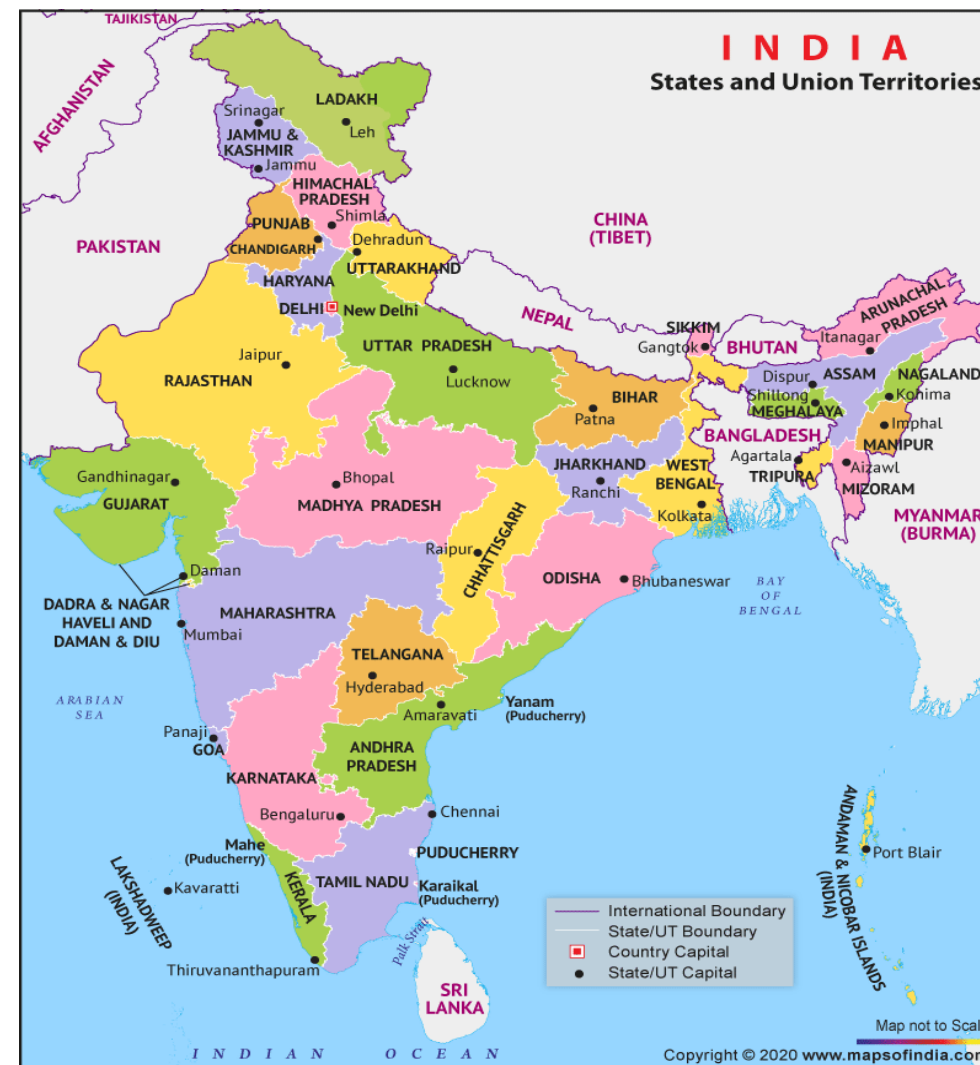 TAJIKISTAN
INDIA
States and Union Territories
AFGHANISTAN
LADAKH
Srinagar
Leh
JAMMU &
KASHMIR
Jammu
HIMACHAL
PRADESH
Shimla
PUNJAB
CHANDIGARH
Dehradun
UTTARAKHAND
PAKISTAN
CHINA
(TIBET)
HARYANA
DELHI
New Delhi
NEPAL
ARUNACHAL
PRADESH
SIKKIM
Gangtok
BHUTAN
Itanagar
UTTAR PRADESH
Lucknow
Jaipur
RAJASTHAN
BIHAR
Patna
Dispur
ASSAM
NAGALAND
Shillong
Kohima
MEGHALAYA
Imphal
MANIPUR
BANGLADESH
Agartala
TRIPURA
Aizawl
MIZORAM
MYANMAR
(BURMA)
JHARKHAND
Ranchi
WEST
BENGAL
Kolkata
Gandhinagar
GUJARAT
Bhopal
MADHYA PRADESH
Raipur
CHHATTISGARH
ODISHA
Bhubaneswar
BAY
OF
BENGAL
Daman
DADRA & NAGAR
HAVELI AND
DAMAN & DIU
MAHARASHTRA
Mumbai
TELANGANA
Hyderabad
ARABIAN
SEA
Amaravati
Yanam
(Puducherry)
Panaji
GOA
ANDHRA
PRADESH
KARNATAKA
Bengaluru
Chennai
Mahe
(Puducherry)
PUDUCHERRY
LAKSHADWEEP
(INDIA)
Kavaratti
KERALA
TAMIL NADU
Karaikal
(Puducherry)
Thiruvananthapuram
Palk Strait
SRI
LANKA
ANDAMAN & NICOBAR ISLANDS
(INDIA)
Port Blair
International Boundary
State/UT Boundary
Country Capital
State/UT Capital
INDIAN OCEAN
Map not to Scal
Copyright © 2020 www.mapsofindia.com